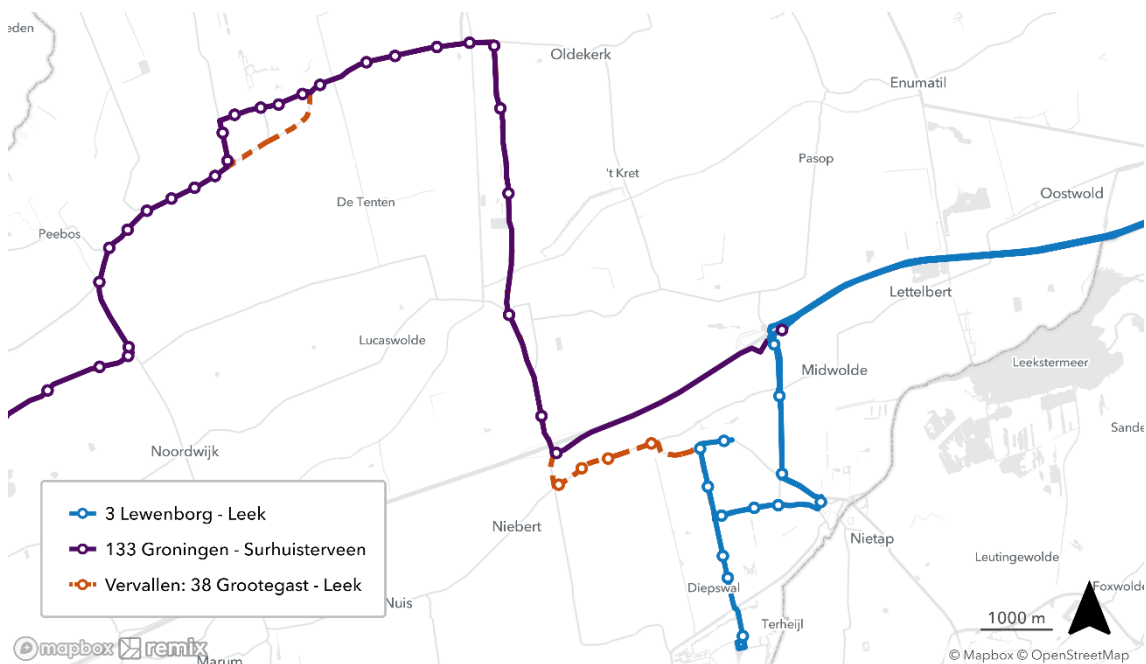 eden
Oldekerk
Enumatil
Pasop
't Kret
Oostwold
De Tenten
Peebos
Lettelbert
Lucaswolde
Leekstermeer
Midwolde
Sande
Noordwijk
3 Lewenborg - Leek
133 Groningen - Surhuisterveen
Vervallen: 38 Grootegast - Leek
Niebert
Nietap
Leutingewolde
Diepswal
Foxwolde
Nuis
Terheijl
1000 m
mapbox remix
Marum
© Mapbox © OpenStreetMap